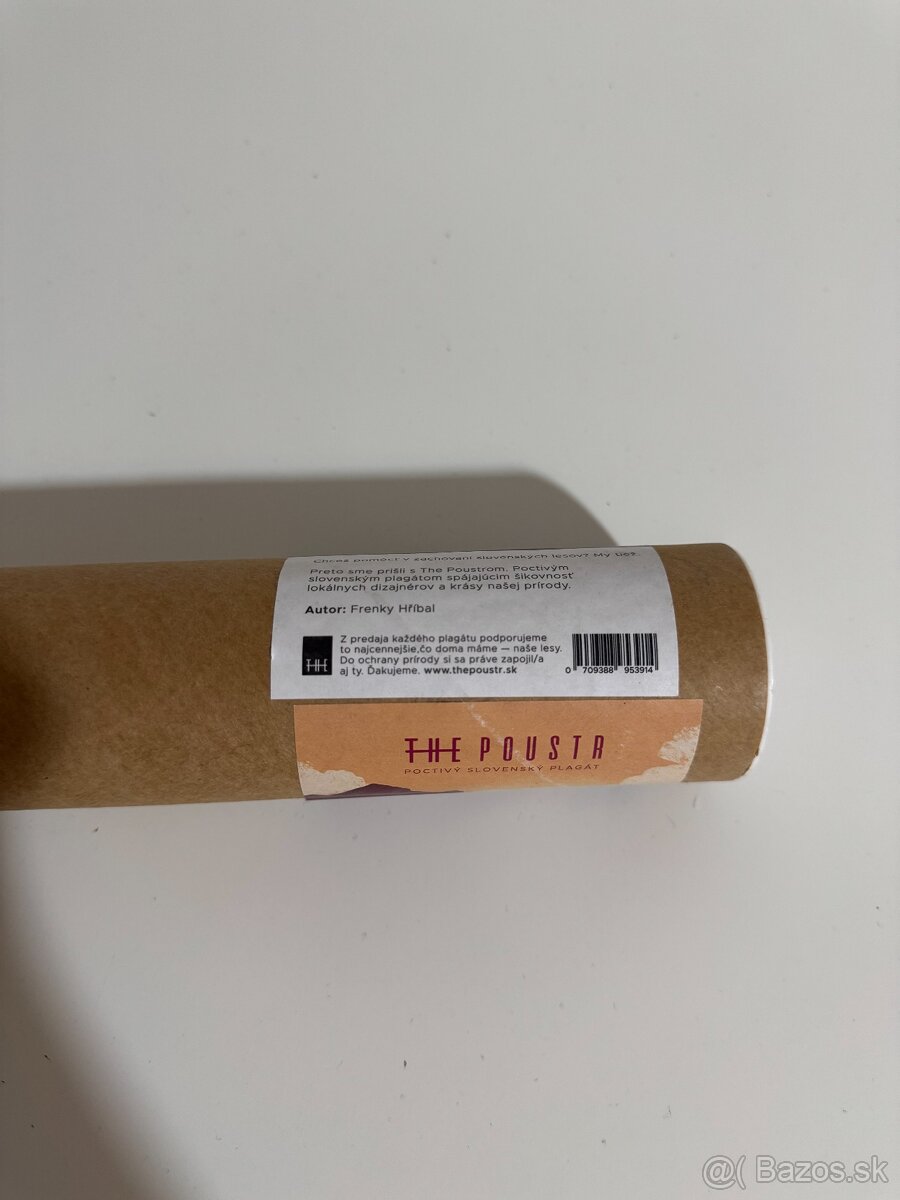 Chceš pomôcť v zachovaní slovenských lesov? My tiež.
Preto sme prišli s The Poustrom. Poctivým
slovenským plagátom spájajúcim šikovnosť
lokálnych dizajnérov a krásy našej prírody.
Autor: Frenky Hříbal
Z predaja každého plagátu podporujeme
to najcennejšie,čo doma máme — naše lesy.
Do ochrany prírody si sa práve zapojil/a
aj ty. Ďakujeme. www.thepoustr.sk
0 709388 953914
THE POUSTR
POCTIVÝ SLOVENSKÝ PLAGÁT
@( Bazos.sk